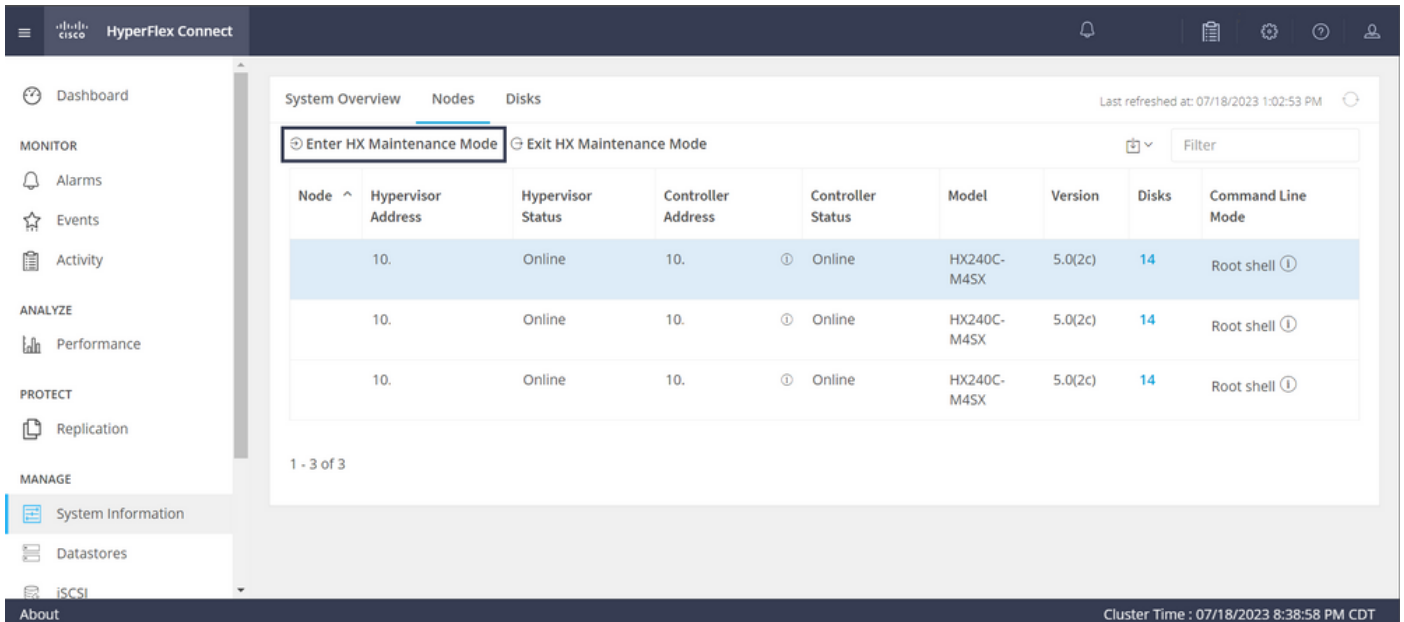 cisco HyperFlex Connect
Dashboard
MONITOR
Alarms
Events
Activity
ANALYZE
Performance
PROTECT
Replication
MANAGE
System Information
Datastores
iSCSI
System Overview Nodes Disks Last refreshed at: 07/18/2023 1:02:53 PM
Enter HX Maintenance Mode Exit HX Maintenance Mode Filter
Node Hypervisor Address Hypervisor Status Controller Address Controller Status Model Version Disks Command Line Mode
10. Online 10. Online HX240C-M4SX 5.0(2c) 14 Root shell
10. Online 10. Online HX240C-M4SX 5.0(2c) 14 Root shell
10. Online 10. Online HX240C-M4SX 5.0(2c) 14 Root shell
1 - 3 of 3
About Cluster Time : 07/18/2023 8:38:58 PM CDT